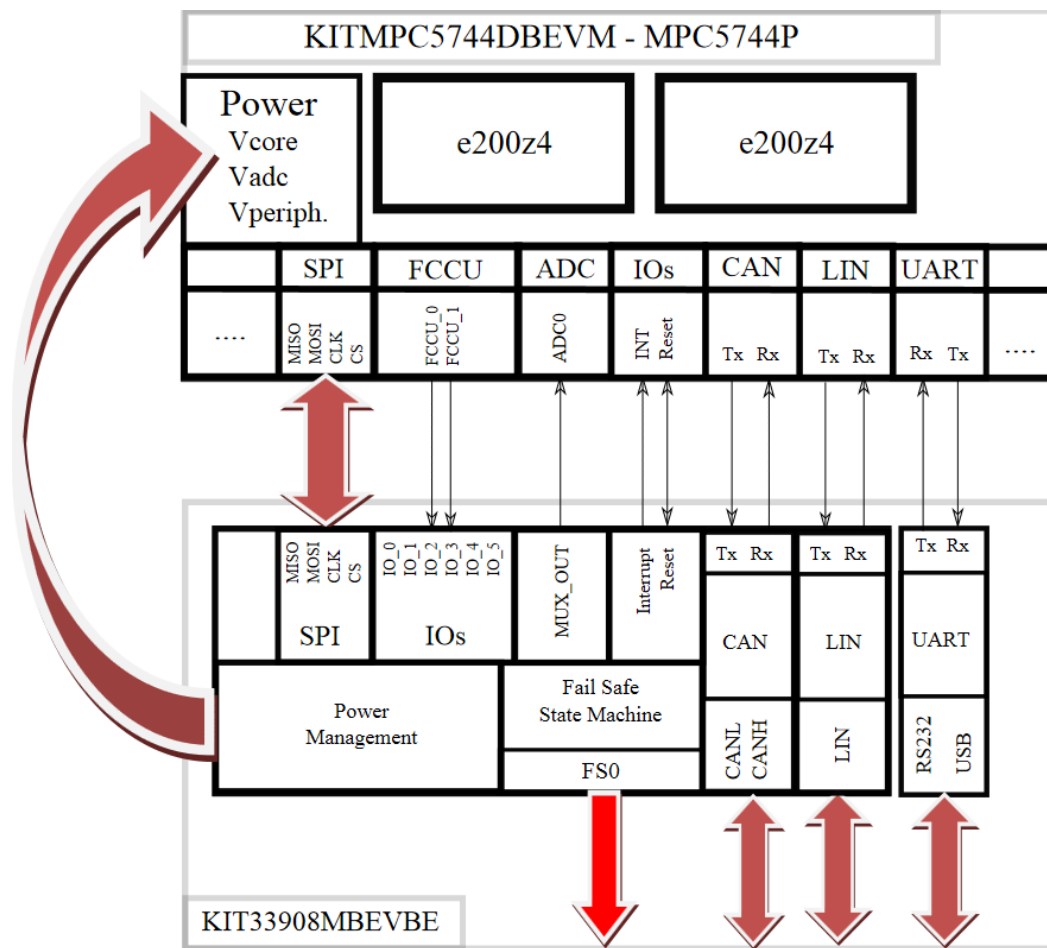 KITMPC5744DBEVM - MPC5744P
Power
Vcore
Vadc
Vperiph.
e200z4
e200z4
SPI
FCCU
ADC
IOs
CAN
LIN
UART
....
MISO
MOSI
CLK
CS
FCCU_0
FCCU_1
ADC0
INT
Reset
Tx Rx
Tx Rx
Rx Tx
....
MISO
MOSI
CLK
CS
SPI
IO_0
IO_1
IO_2
IO_3
IO_4
IO_5
IOs
MUX_OUT
Interrupt
Reset
Tx Rx
CAN
Tx Rx
LIN
Tx Rx
UART
Power
Management
Fail Safe
State Machine
FS0
CANL
CANH
LIN
RS232
USB
KIT33908MBEVBE